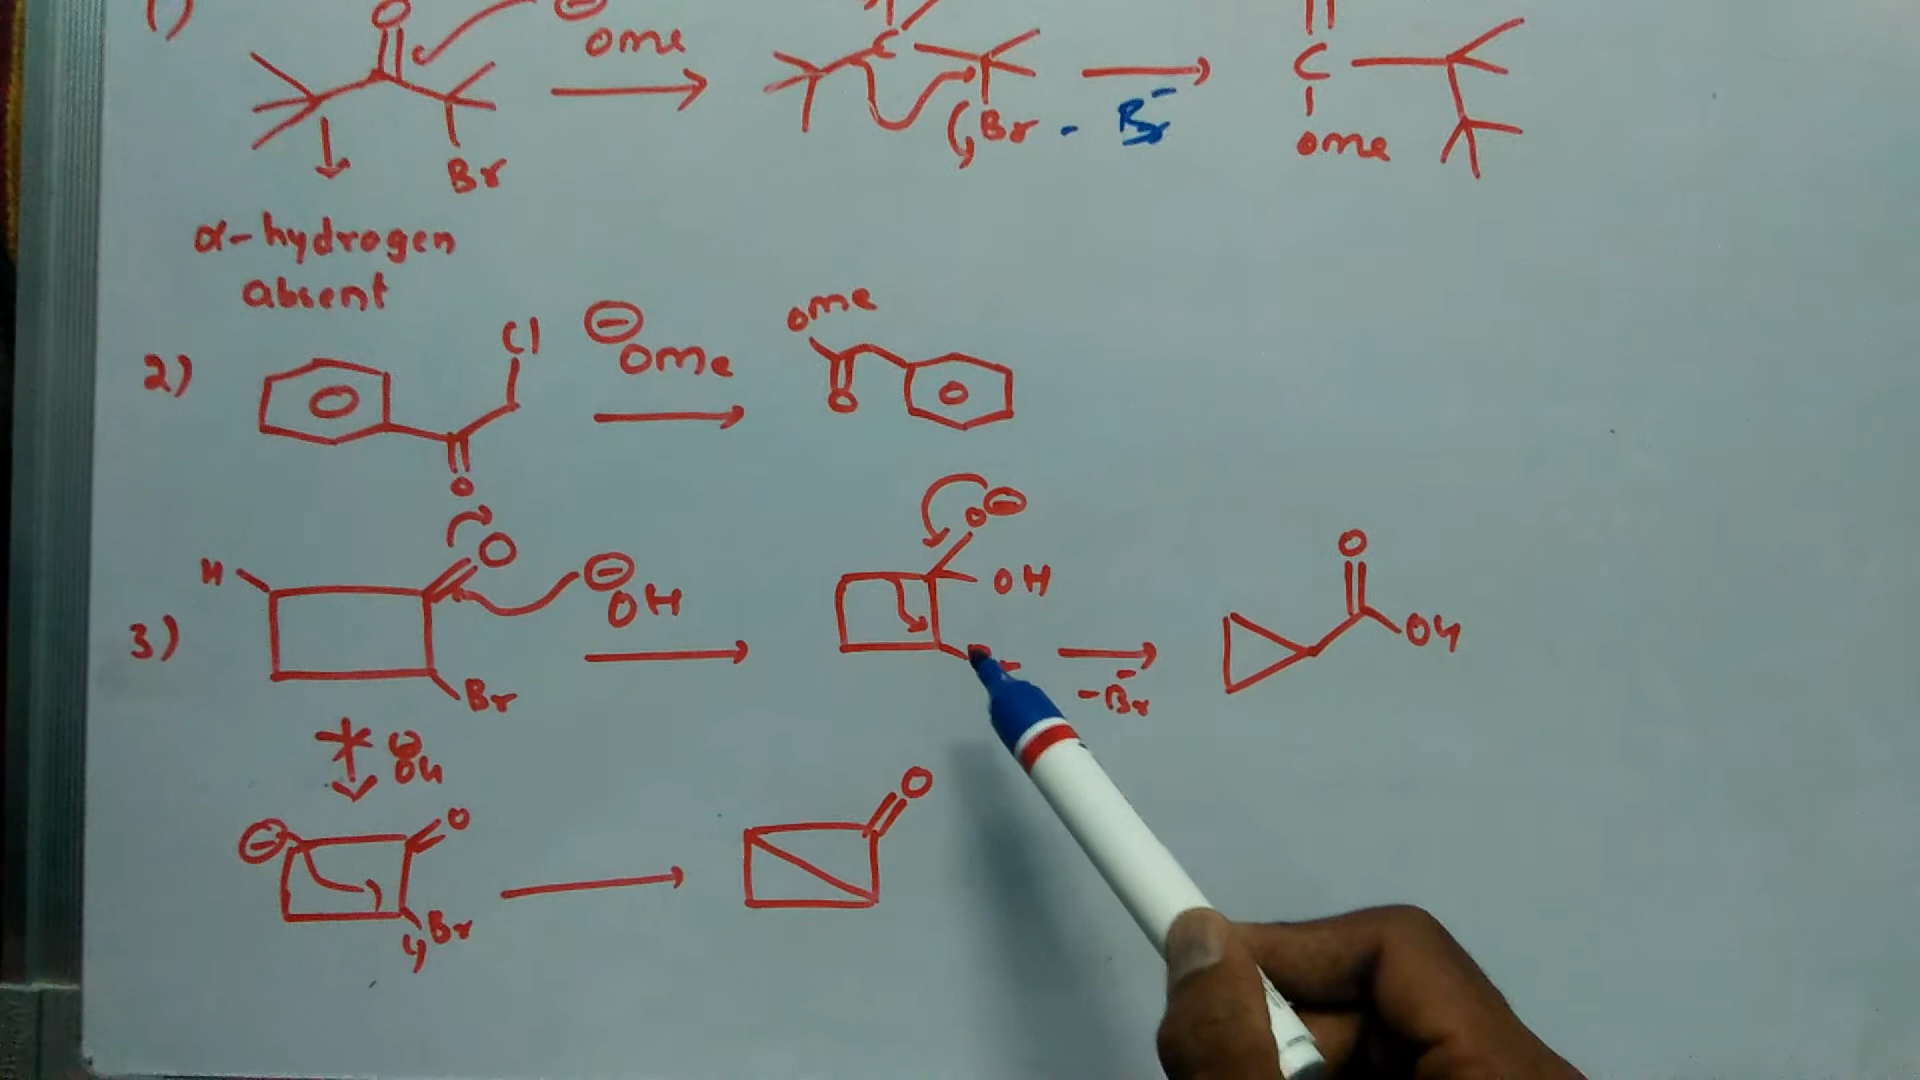 1)
O
⊖
OMe
C
Br
Br
- Br⁻
C
OMe
α-hydrogen
absent
2)
Cl
O
⊖
OMe
OMe
O
3)
H
O
⊖
OH
Br
O⊖
OH
-Br⁻
O
OH
⊖
OH
⊖
O
Br
O